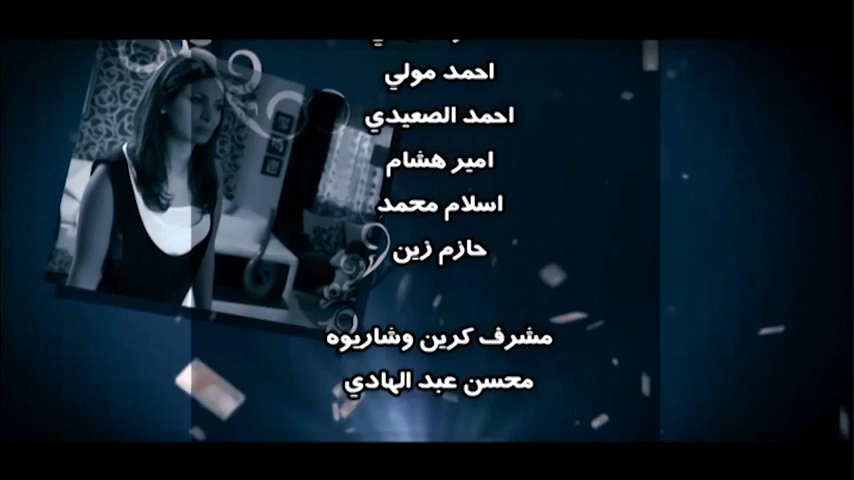 احمد مولي
احمد الصعيدي
امير هشام
اسلام محمد
حازم زين
مشرف كرين وشاريوه
محسن عبد الهادي